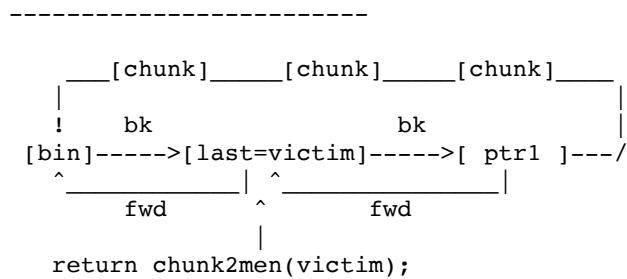 --------------------------
___[chunk]_____[chunk]_____[chunk]____
|                                     |
!    bk             bk                |
[bin]----->[last=victim]----->[ ptr1 ]---/
^____________| ^_______________|
fwd     ^        fwd
|
return chunk2men(victim);